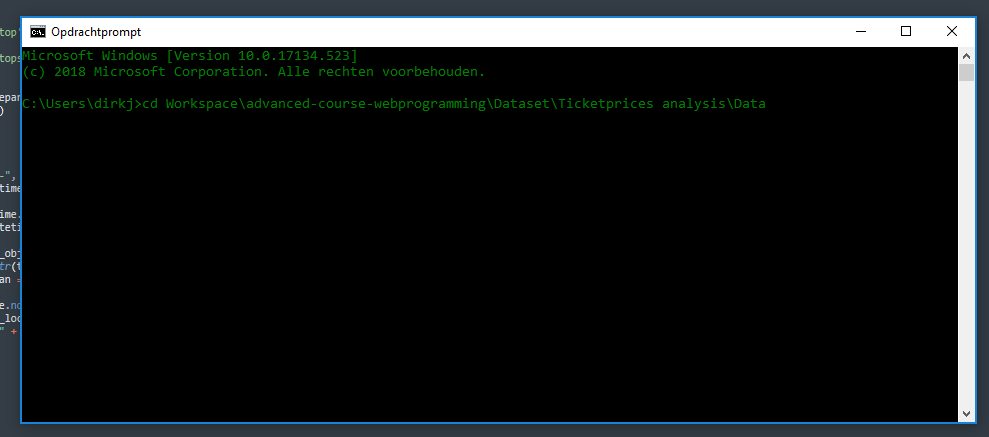 Opdrachtprompt
Microsoft Windows [Version 10.0.17134.523]
(c) 2018 Microsoft Corporation. Alle rechten voorbehouden.
C:\Users\dirkj>cd Workspace\advanced-course-webprogramming\Dataset\Ticketprices analysis\Data